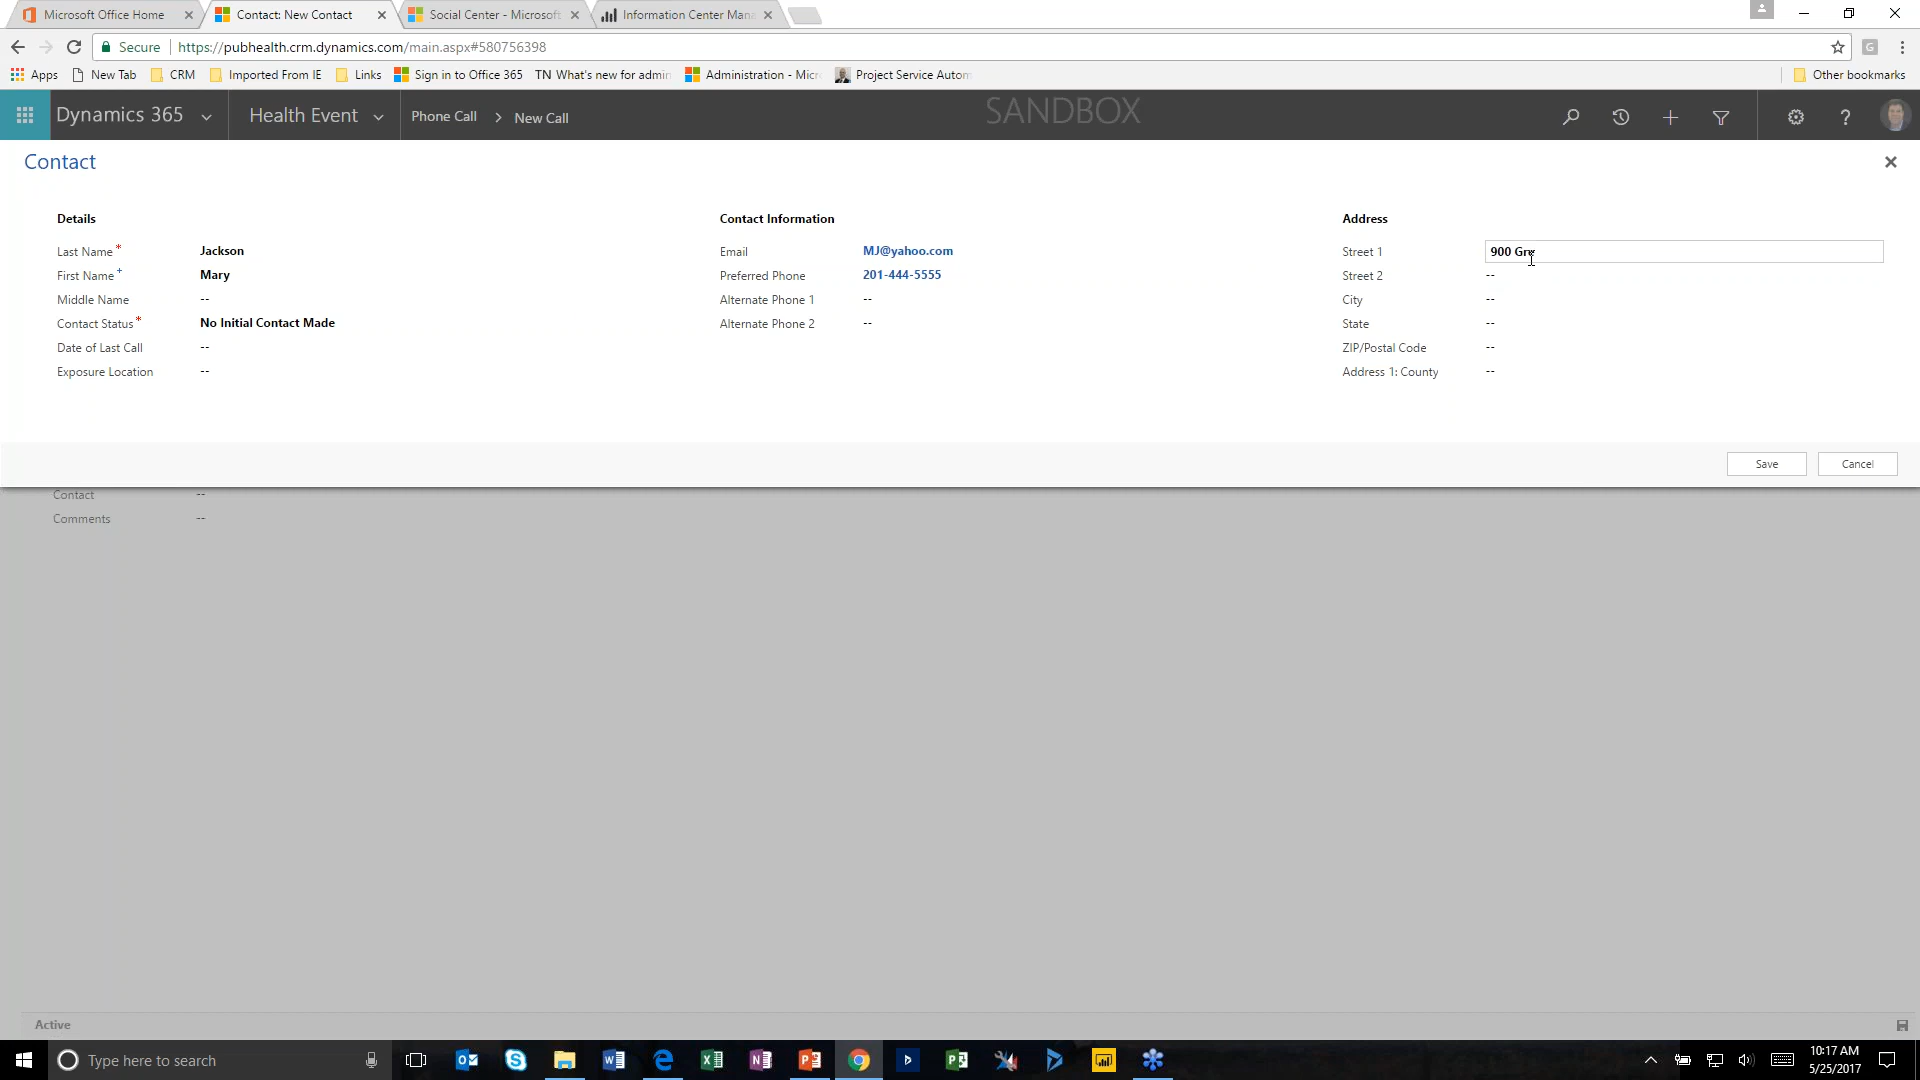 Microsoft Office Home
Contact: New Contact
Social Center - Microsoft
Information Center Mana
Secure
https://pubhealth.crm.dynamics.com/main.aspx#580756398
G
Apps
New Tab
CRM
Imported From IE
Links
Sign in to Office 365
TN What's new for admin
Administration - Micr
Project Service Autom
Other bookmarks
Dynamics 365
Health Event
Phone Call > New Call
SANDBOX
?
Contact
Details
Last Name* Jackson
First Name+ Mary
Middle Name --
Contact Status* No Initial Contact Made
Date of Last Call --
Exposure Location --
Contact Information
Email MJ@yahoo.com
Preferred Phone 201-444-5555
Alternate Phone 1 --
Alternate Phone 2 --
Address
Street 1 900
Street 2 --
City --
State --
ZIP/Postal Code --
Address 1: County --
Save
Cancel
Contact --
Comments --
Active
Type here to search
10:17 AM
5/25/2017